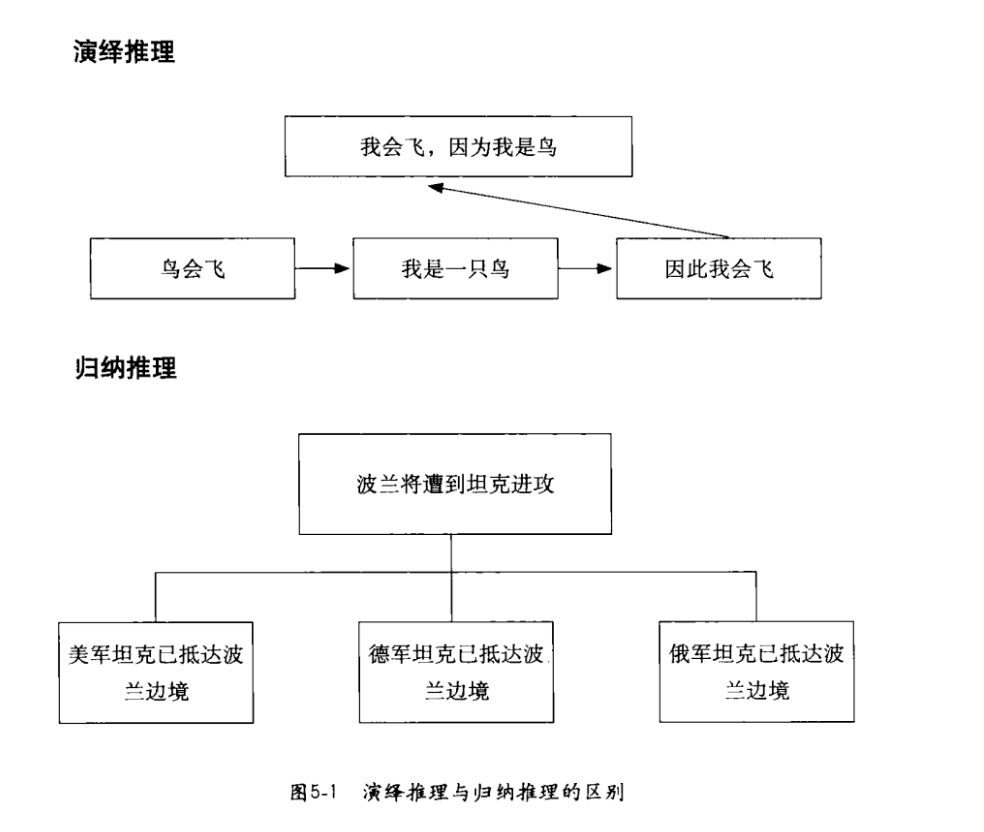 演绎推理
我会飞，因为我是鸟
鸟会飞
我是一只鸟
因此我会飞
归纳推理
波兰将遭到坦克进攻
美军坦克已抵达波
兰边境
德军坦克已抵达波
兰边境
俄军坦克已抵达波
兰边境
图5-1 演绎推理与归纳推理的区别